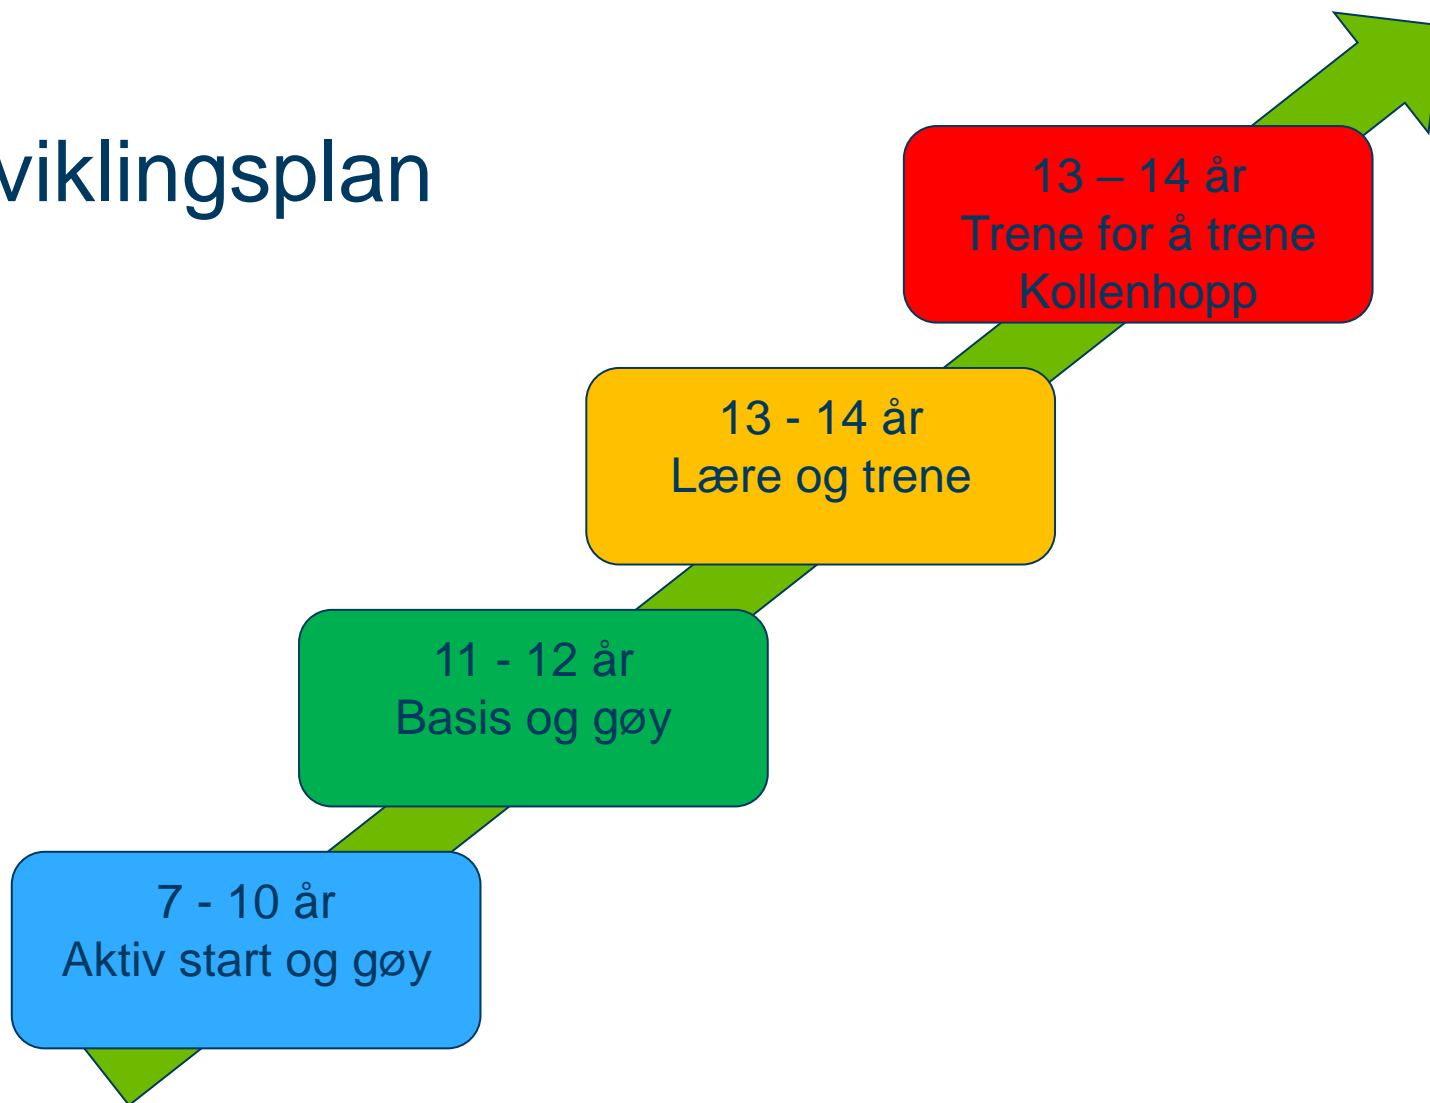 viklingsplan
13 – 14 år
Trene for å trene
Kollenhopp
13 - 14 år
Lære og trene
11 - 12 år
Basis og gøy
7 - 10 år
Aktiv start og gøy